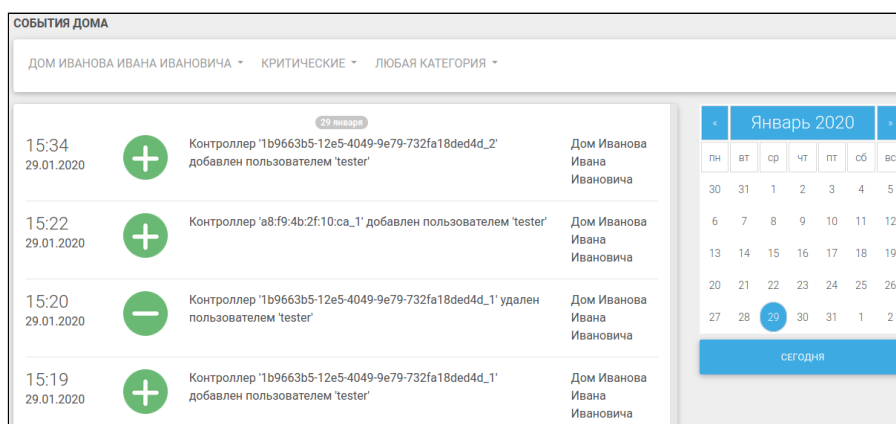 СОБЫТИЯ ДОМА
ДОМ ИВАНОВА ИВАНА ИВАНОВИЧА КРИТИЧЕСКИЕ ЛЮБАЯ КАТЕГОРИЯ
29 января
15:34
29.01.2020
Контроллер '1b9663b5-12e5-4049-9e79-732fa18ded4d_2'
добавлен пользователем 'tester'
Дом Иванова
Ивана
Ивановича
15:22
29.01.2020
Контроллер 'a8:f9:4b:2f:10:ca_1' добавлен пользователем 'tester'
Дом Иванова
Ивана
Ивановича
15:20
29.01.2020
Контроллер '1b9663b5-12e5-4049-9e79-732fa18ded4d_1' удален
пользователем 'tester'
Дом Иванова
Ивана
Ивановича
15:19
29.01.2020
Контроллер '1b9663b5-12e5-4049-9e79-732fa18ded4d_1'
добавлен пользователем 'tester'
Дом Иванова
Ивана
Ивановича
« Январь 2020 »
пн вт ср чт пт сб вс
30 31 1 2 3 4 5
6 7 8 9 10 11 12
13 14 15 16 17 18 19
20 21 22 23 24 25 26
27 28 29 30 31 1 2
СЕГОДНЯ